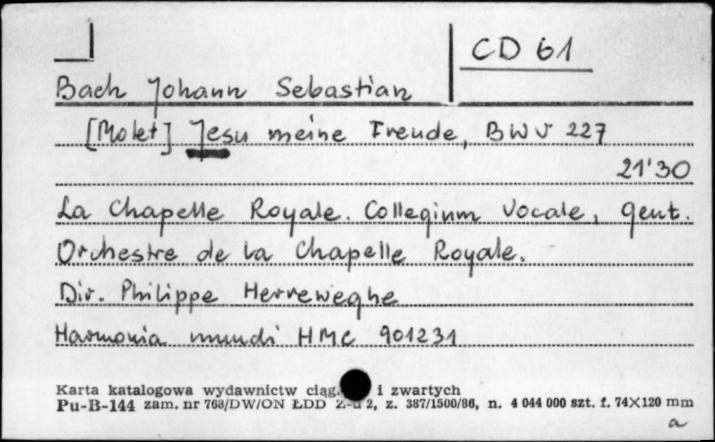 CD 61
Bach Johann Sebastian
[Motet] Jesu meine Freude, BWV 227
21'30
La Chapelle Royale. Collegium Vocale, Gent.
Orchestre de la Chapelle Royale.
Dir. Philippe Herreweghe
Harmonia mundi HMC 901231
Karta katalogowa wydawnictw ciąg. i zwartych
Pu-B-144 zam. nr 768/DW/ON ŁDD 2, z. 387/1500/86, n. 4 044 000 szt. f. 74X120 mm
a